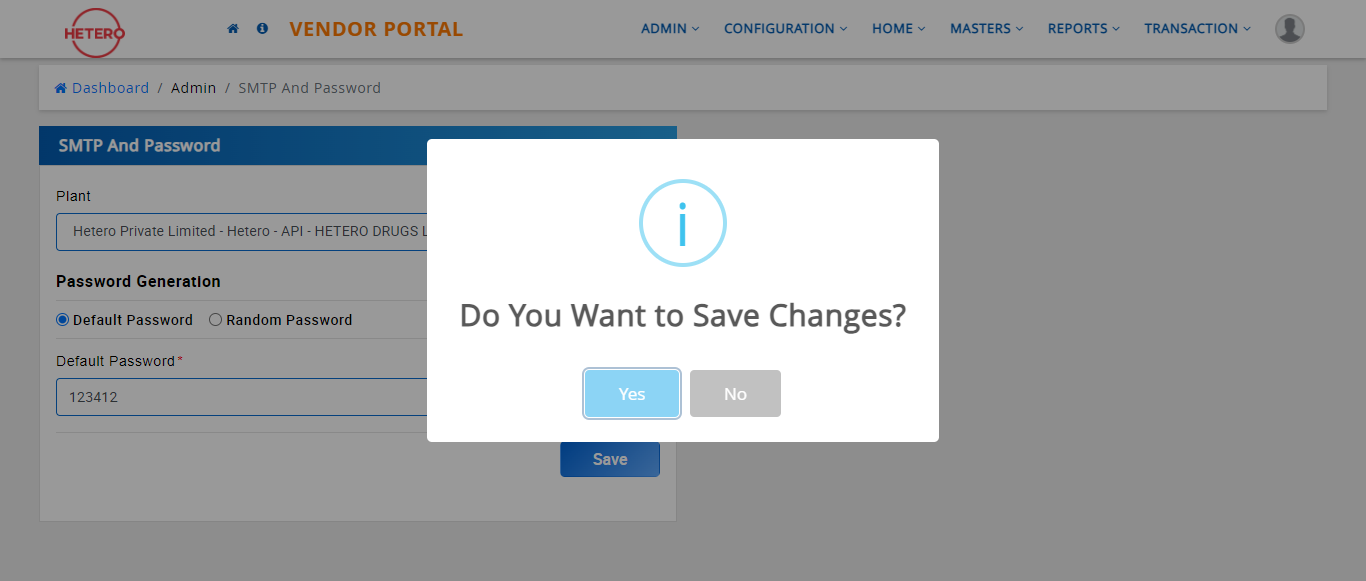 HETERO
VENDOR PORTAL
ADMIN CONFIGURATION HOME MASTERS REPORTS TRANSACTION
Dashboard / Admin / SMTP And Password
SMTP And Password
Plant
Hetero Private Limited - Hetero - API - HETERO DRUGS L
Password Generation
Default Password Random Password
Default Password*
123412
Save
Do You Want to Save Changes?
Yes No